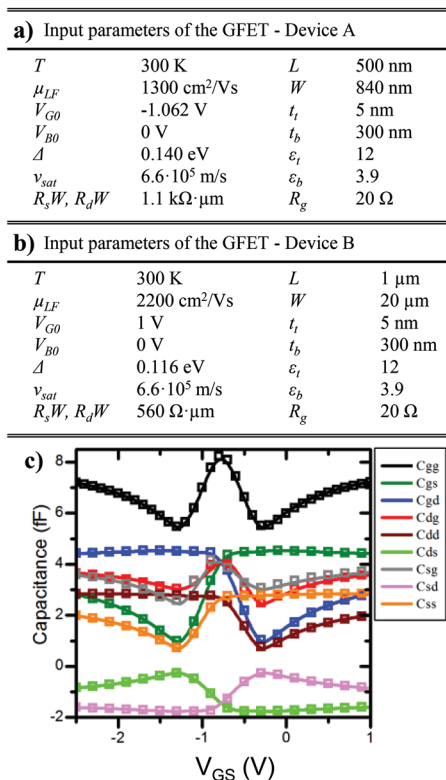 a) Input parameters of the GFET - Device A
T 300 K L 500 nm
μLF 1300 cm²/Vs W 840 nm
VG0 -1.062 V tt 5 nm
VB0 0 V tb 300 nm
Δ 0.140 eV εt 12
vsat 6.6·10⁵ m/s εb 3.9
RsW, RdW 1.1 kΩ·μm Rg 20 Ω
b) Input parameters of the GFET - Device B
T 300 K L 1 μm
μLF 2200 cm²/Vs W 20 μm
VG0 1 V tt 5 nm
VB0 0 V tb 300 nm
Δ 0.116 eV εt 12
vsat 6.6·10⁵ m/s εb 3.9
RsW, RdW 560 Ω·μm Rg 20 Ω
c)
Capacitance (fF)
8
6
4
2
0
-2
-2 -1 0 1
VGS (V)
Cgg
Cgs
Cgd
Cdg
Cdd
Cds
Csg
Csd
Css